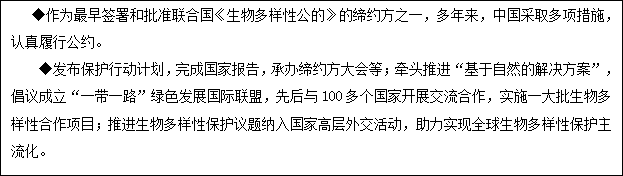 ◆作为最早签署和批准联合国《生物多样性公的》的缔约方之一，多年来，中国采取多项措施，
认真履行公约。
◆发布保护行动计划，完成国家报告，承办缔约方大会等；牵头推进“基于自然的解决方案”，
倡议成立“一带一路”绿色发展国际联盟，先后与100多个国家开展交流合作，实施一大批生物多
样性合作项目；推进生物多样性保护议题纳入国家高层外交活动，助力实现全球生物多样性保护主
流化。